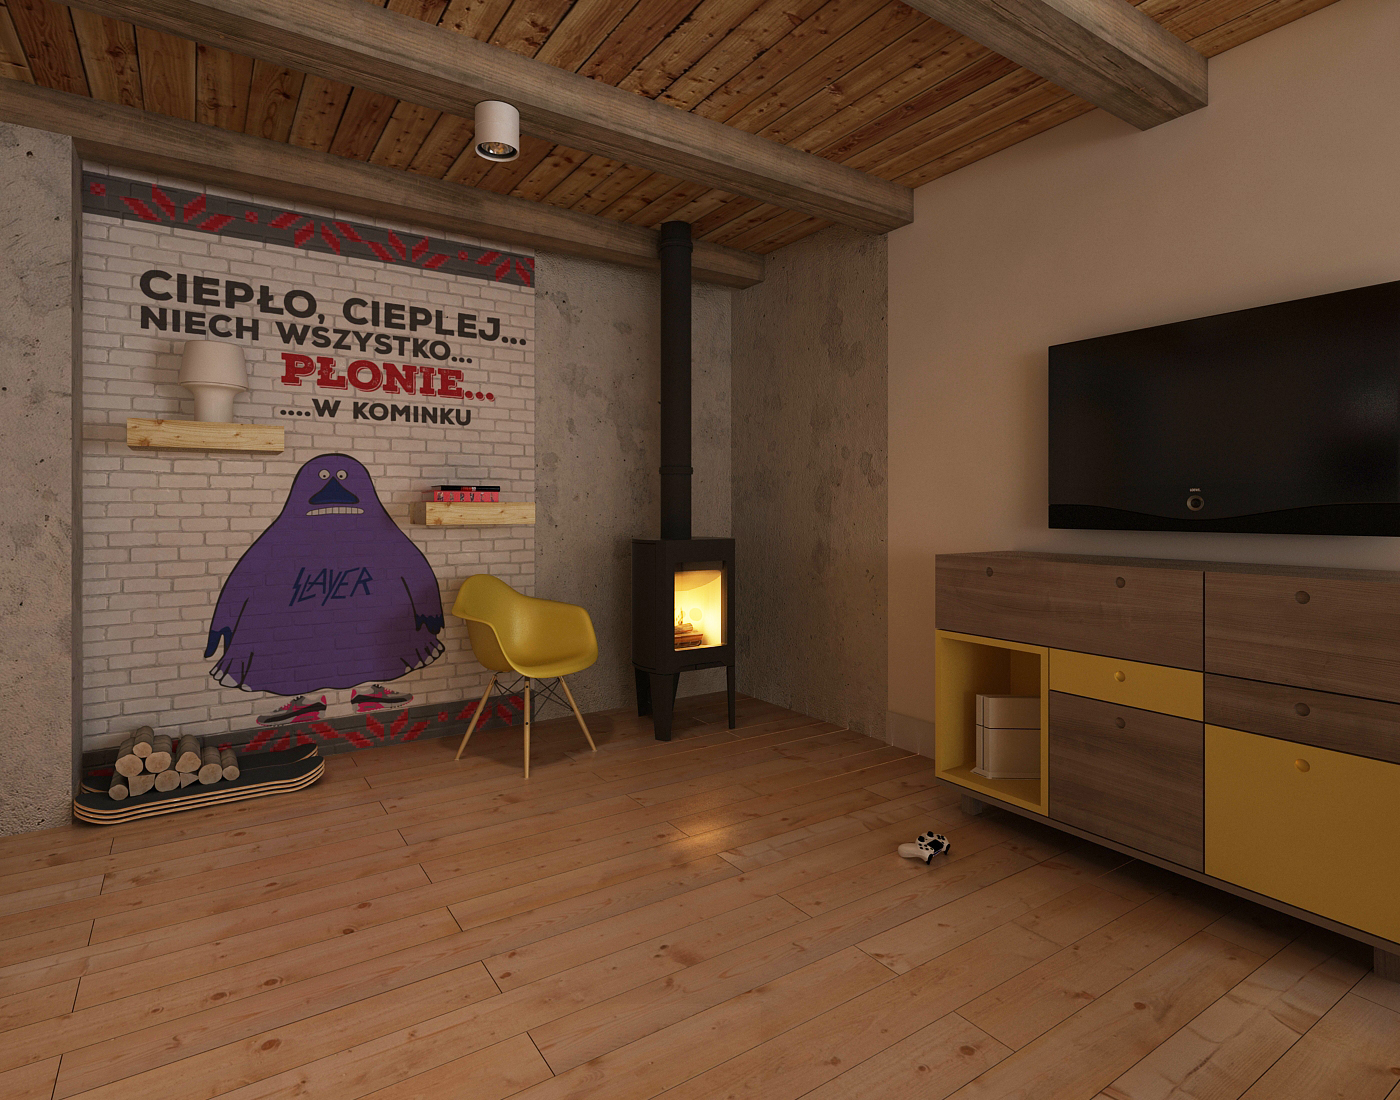 CIEPŁO, CIEPLEJ...
NIECH WSZYSTKO...
PŁONIE...
....W KOMINKU
SLAYER